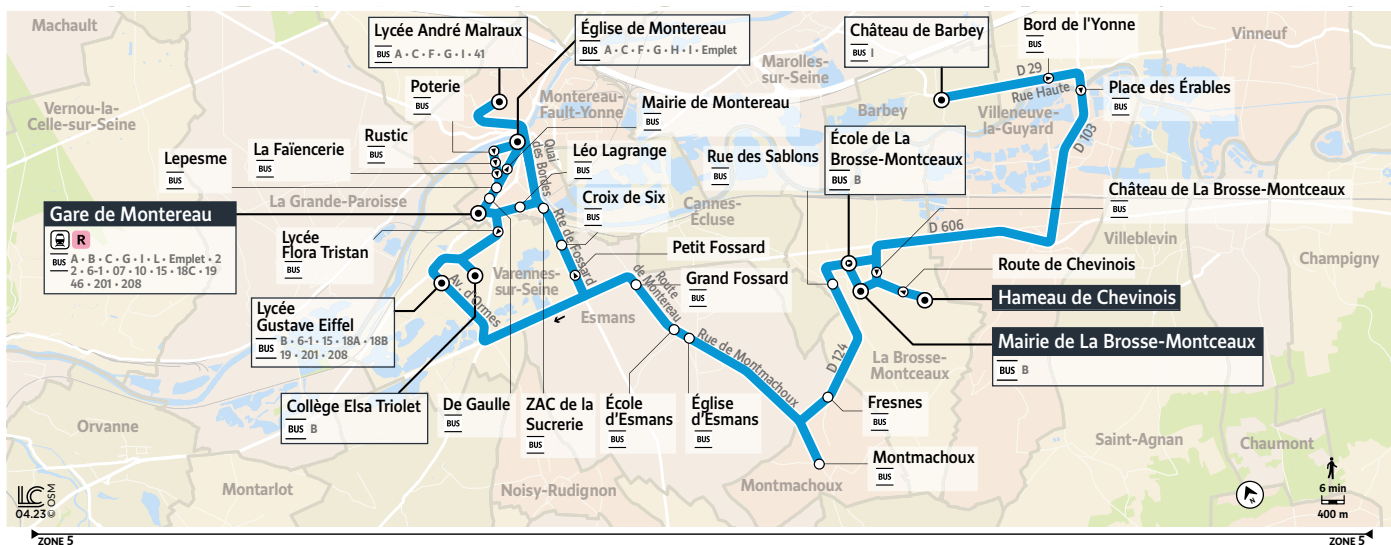 Machault
Lycée André Malraux
BUS A • C • F • G • I • 41
Église de Montereau
BUS A • C • F • G • H • I • Emplet
Marolles-
sur-Seine
Château de Barbey
BUS I
Bord de l'Yonne
BUS
Vineuf
Vernou-la-
Celle-sur-Seine
Poterie
BUS
Montereau-
Fault-Yonne
Mairie de Montereau
BUS
Barbey
D 29
Rue Haute
Villeneuve-
la-Guyard
Place des Érables
BUS
D 103
Rustic
BUS
La Faïencerie
BUS
Lepesme
BUS
Quai
des Bordes
Léo Lagrange
BUS
Rue des Sablons
BUS
École de La
Brosse-Montceaux
BUS B
La Grande-Paroisse
Croix de Six
BUS
Cannes-
Écluse
Château de La Brosse-Montceaux
BUS
Gare de Montereau
R
BUS A • B • C • G • I • L • Emplet • 2
2 • 6-1 • 07 • 10 • 15 • 18C • 19
46 • 201 • 208
Lycée
Flora Tristan
BUS
Rte de Fossard
Petit Fossard
D 606
Villeblevin
Champigny
Varennes-
sur-Seine
Route
de Montereau
Grand Fossard
BUS
Route de Chevinois
Av. d'Ormes
Hameau de Chevinois
Lycée
Gustave Eiffel
BUS B • 6-1 • 15 • 18A • 18B
19 • 201 • 208
Esmans
Rue de Montmachoux
D 124
La Brosse-
Montceaux
Mairie de La Brosse-Montceaux
BUS B
Collège Elsa Triolet
BUS B
De Gaulle
BUS
ZAC de la
Sucrerie
BUS
École
d'Esmans
BUS
Église
d'Esmans
BUS
Fresnes
BUS
Orvanne
Montmachoux
BUS
Saint-Agnan
Chaumont
Montarlot
Noisy-Rudignon
Montmachoux
N
6 min
400 m
LC
04.23 © OSM
ZONE 5
ZONE 5